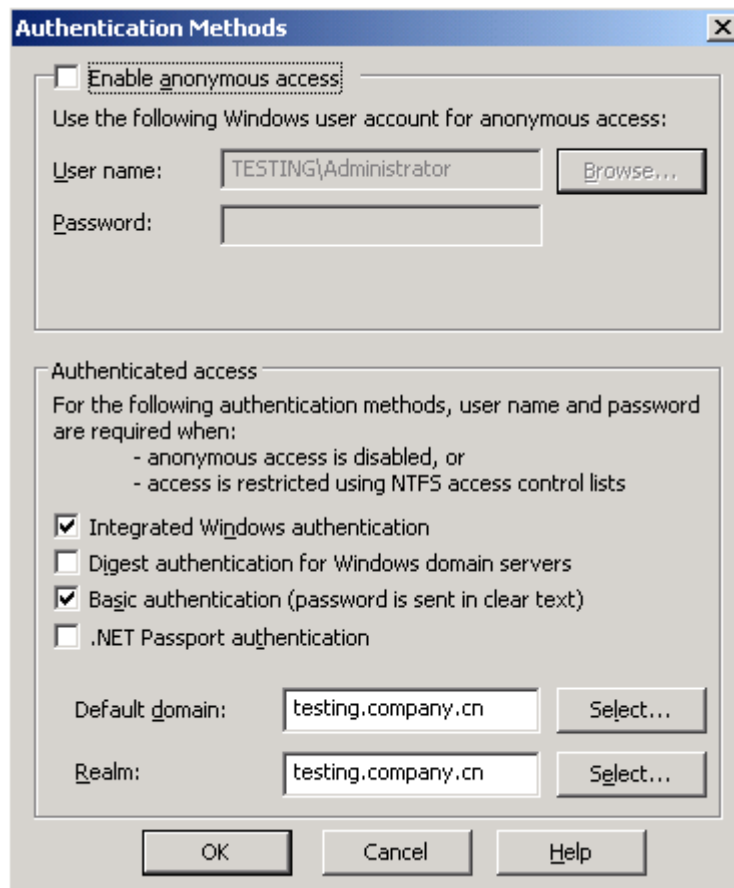 Authentication Methods
Enable anonymous access
Use the following Windows user account for anonymous access:
User name: TESTING\Administrator Browse...
Password:
Authenticated access
For the following authentication methods, user name and password
are required when:
- anonymous access is disabled, or
- access is restricted using NTFS access control lists
Integrated Windows authentication
Digest authentication for Windows domain servers
Basic authentication (password is sent in clear text)
.NET Passport authentication
Default domain: testing.company.cn Select...
Realm: testing.company.cn Select...
OK Cancel Help